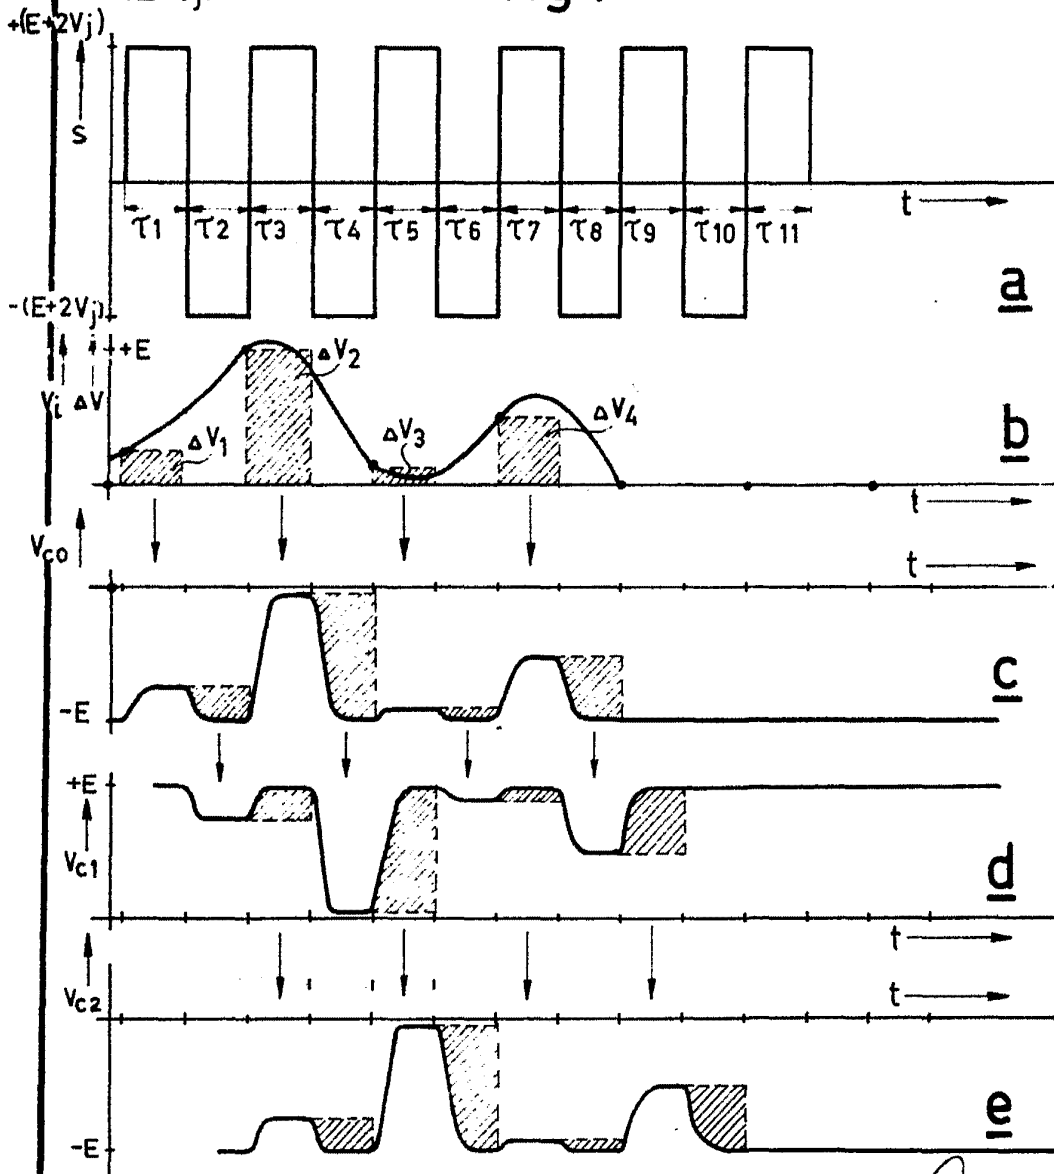 +(E+2Vj)
S
τ1 τ2 τ3 τ4 τ5 τ6 τ7 τ8 τ9 τ10 τ11
t
a
-(E+2Vj)
+E
Vi ΔV
ΔV1
ΔV2
ΔV3
ΔV4
b
t
Vc0
t
c
-E
+E
Vc1
d
t
Vc2
t
e
-E